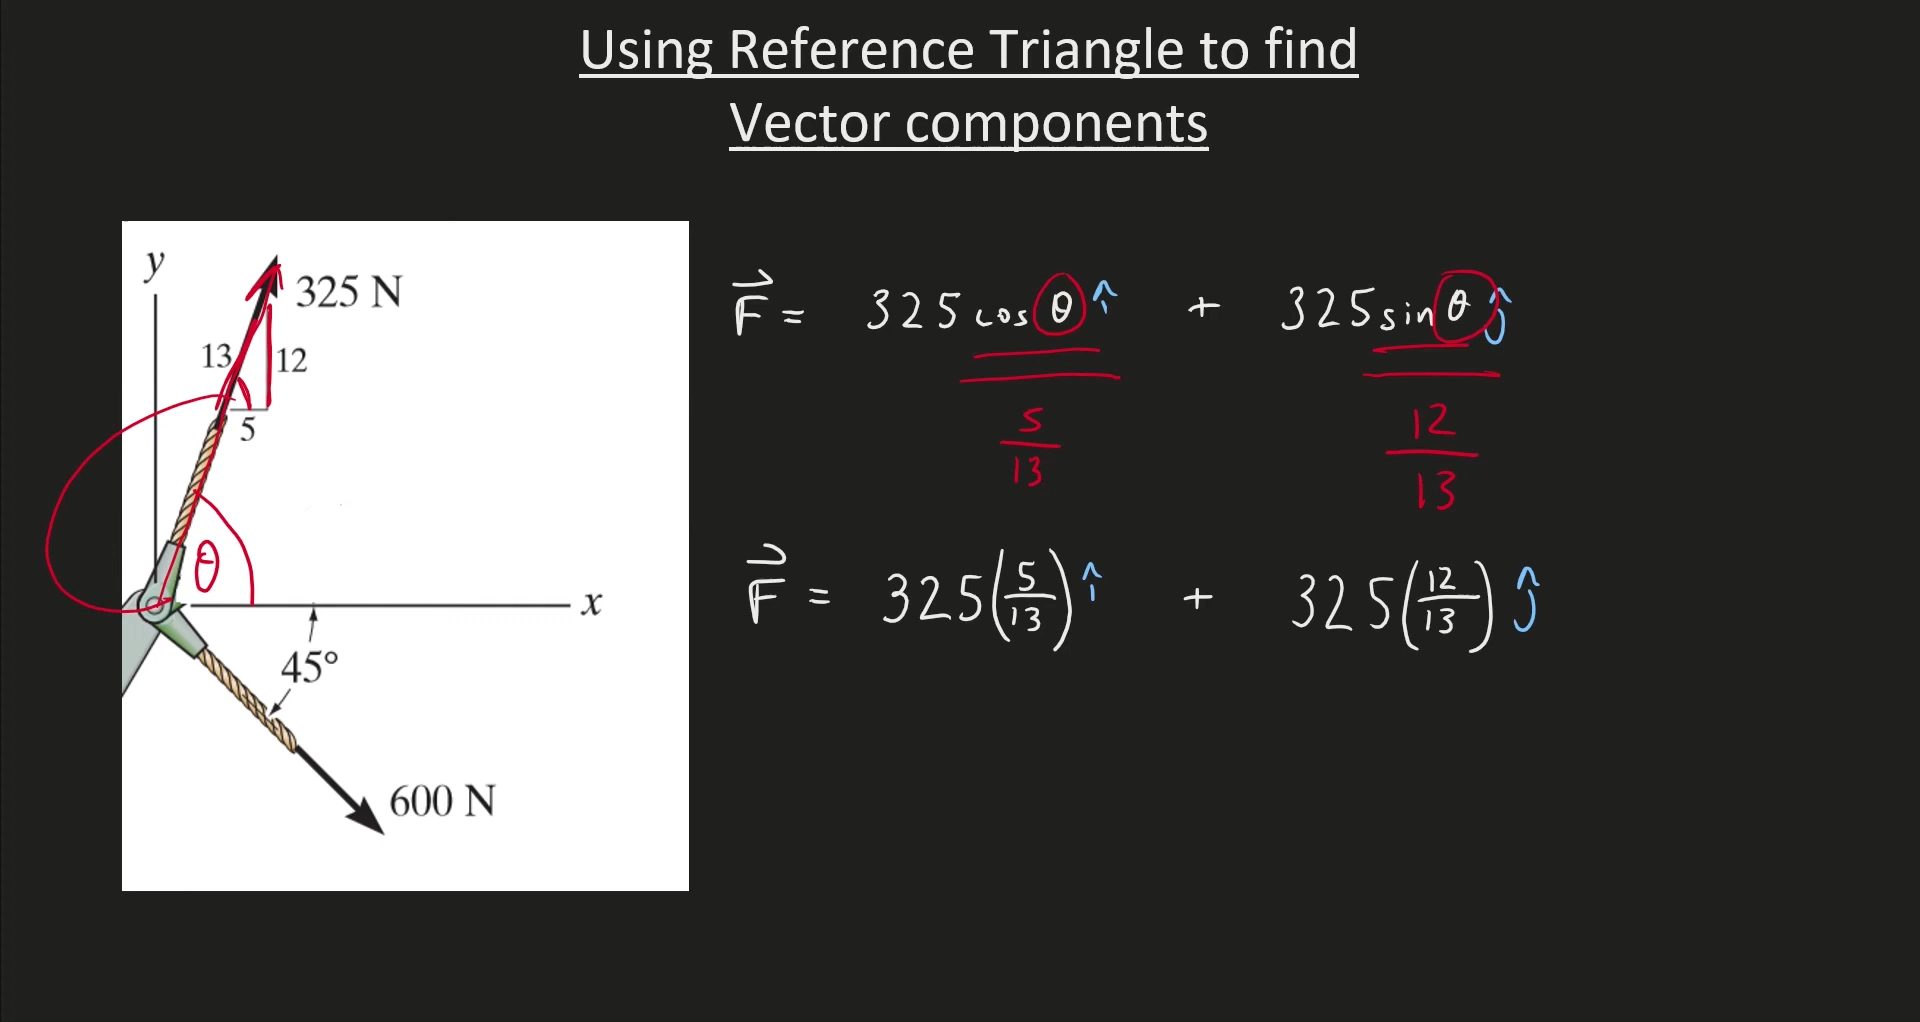 Using Reference Triangle to find
Vector components
y
325 N
13
12
5
θ
x
45°
600 N
F⃗ = 325 cos θ î + 325 sin θ ĵ
5/13
12/13
F⃗ = 325(5/13) î + 325(12/13) ĵ